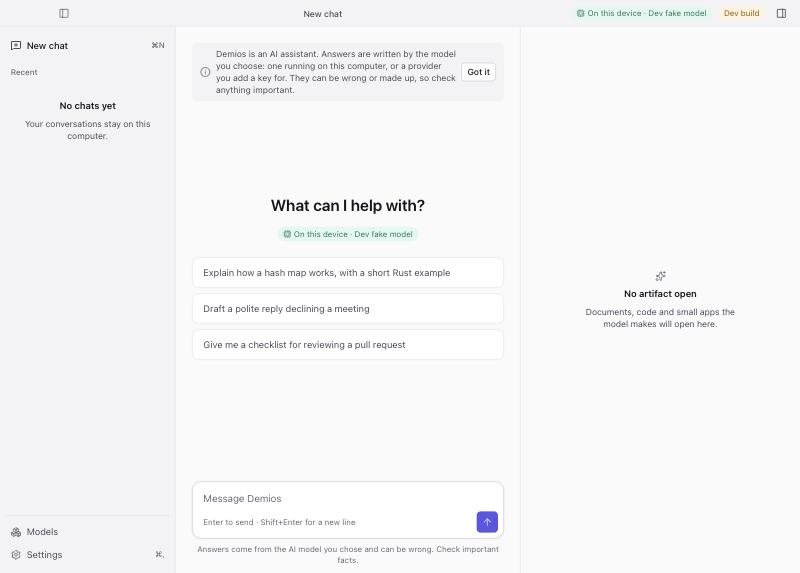 New chat
On this device · Dev fake model
Dev build
New chat
⌘N
Recent
No chats yet
Your conversations stay on this
computer.
Models
Settings
⌘,
Demios is an AI assistant. Answers are written by the model
you choose: one running on this computer, or a provider
you add a key for. They can be wrong or made up, so check
anything important.
Got it
What can I help with?
On this device · Dev fake model
Explain how a hash map works, with a short Rust example
Draft a polite reply declining a meeting
Give me a checklist for reviewing a pull request
Message Demios
Enter to send · Shift+Enter for a new line
Answers come from the AI model you chose and can be wrong. Check important
facts.
No artifact open
Documents, code and small apps the
model makes will open here.